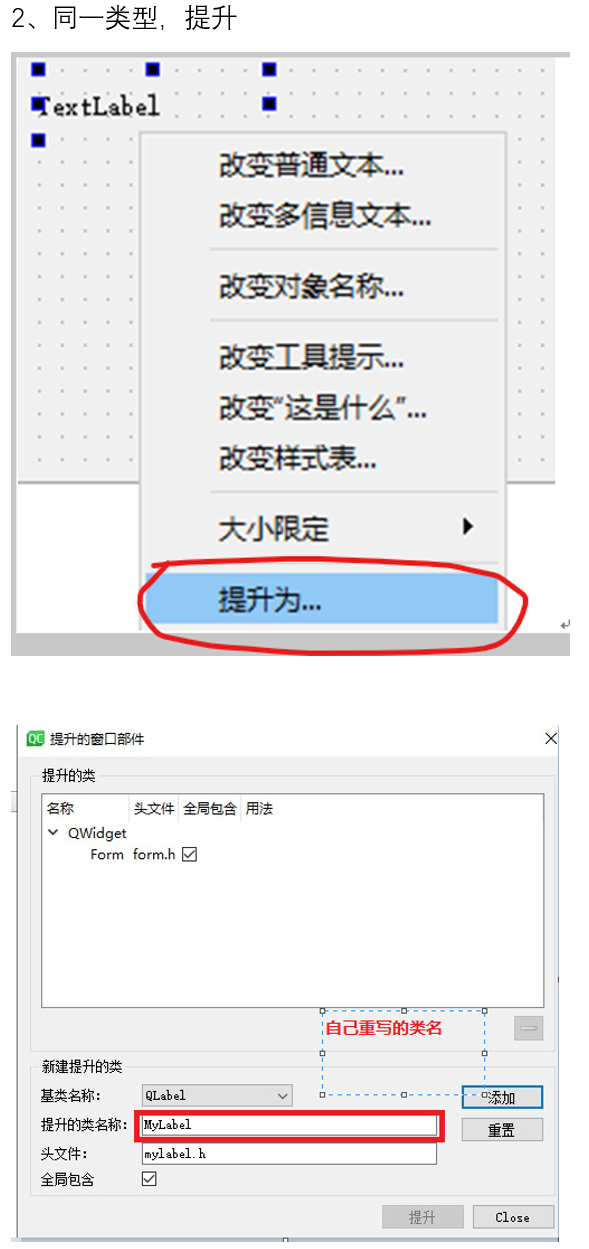 2、同一类型，提升
TextLabel
改变普通文本...
改变多信息文本...
改变对象名称...
改变工具提示...
改变“这是什么”...
改变样式表...
大小限定
提升为...
QC 提升的窗口部件
提升的类
名称 头文件 全局包含 用法
QWidget
Form form.h
自己重写的类名
新建提升的类
基类名称： QLabel 添加
提升的类名称： MyLabel 重置
头文件： mylabel.h
全局包含
提升 Close